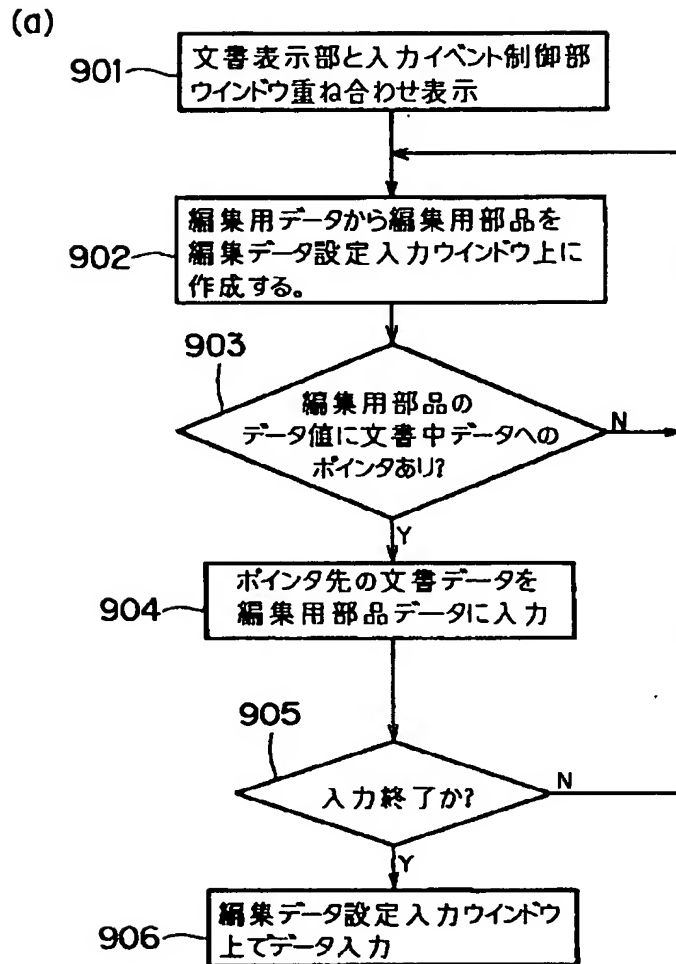 (a)
901
文書表示部と入力イベント制御部
ウインドウ重ね合わせ表示
902
編集用データから編集用部品を
編集データ設定入力ウインドウ上に
作成する。
903
編集用部品の
データ値に文書中データへの
ポインタあり?
N
Y
904
ポインタ先の文書データを
編集用部品データに入力
905
入力終了か?
N
Y
906
編集データ設定入力ウインドウ
上でデータ入力